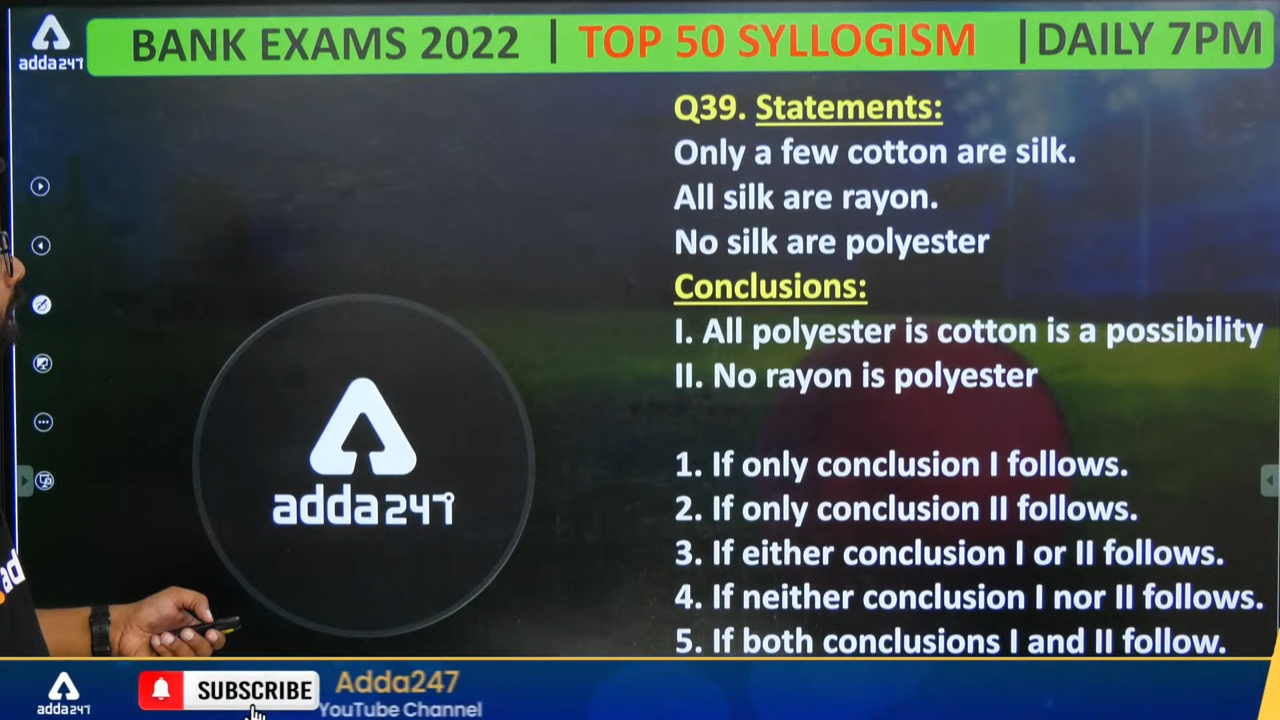 adda247
BANK EXAMS 2022 | TOP 50 SYLLOGISM | DAILY 7PM
Q39. Statements:
Only a few cotton are silk.
All silk are rayon.
No silk are polyester
Conclusions:
I. All polyester is cotton is a possibility
II. No rayon is polyester
adda247
1. If only conclusion I follows.
2. If only conclusion II follows.
3. If either conclusion I or II follows.
4. If neither conclusion I nor II follows.
5. If both conclusions I and II follow.
ad
adda247
SUBSCRIBE
Adda247
YouTube Channel